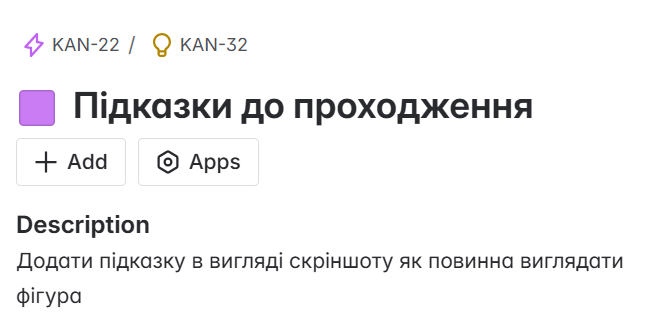 KAN-22 / KAN-32
Підказки до проходження
Add Apps
Description
Додати підказку в вигляді скріншоту як повинна виглядати
фігура